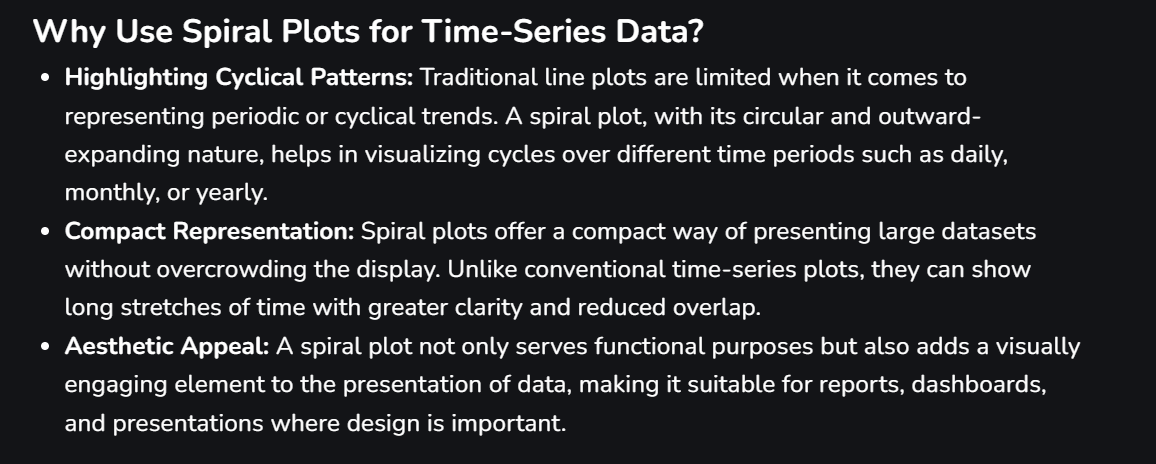 Why Use Spiral Plots for Time-Series Data?
• Highlighting Cyclical Patterns: Traditional line plots are limited when it comes to
representing periodic or cyclical trends. A spiral plot, with its circular and outward-
expanding nature, helps in visualizing cycles over different time periods such as daily,
monthly, or yearly.
• Compact Representation: Spiral plots offer a compact way of presenting large datasets
without overcrowding the display. Unlike conventional time-series plots, they can show
long stretches of time with greater clarity and reduced overlap.
• Aesthetic Appeal: A spiral plot not only serves functional purposes but also adds a visually
engaging element to the presentation of data, making it suitable for reports, dashboards,
and presentations where design is important.